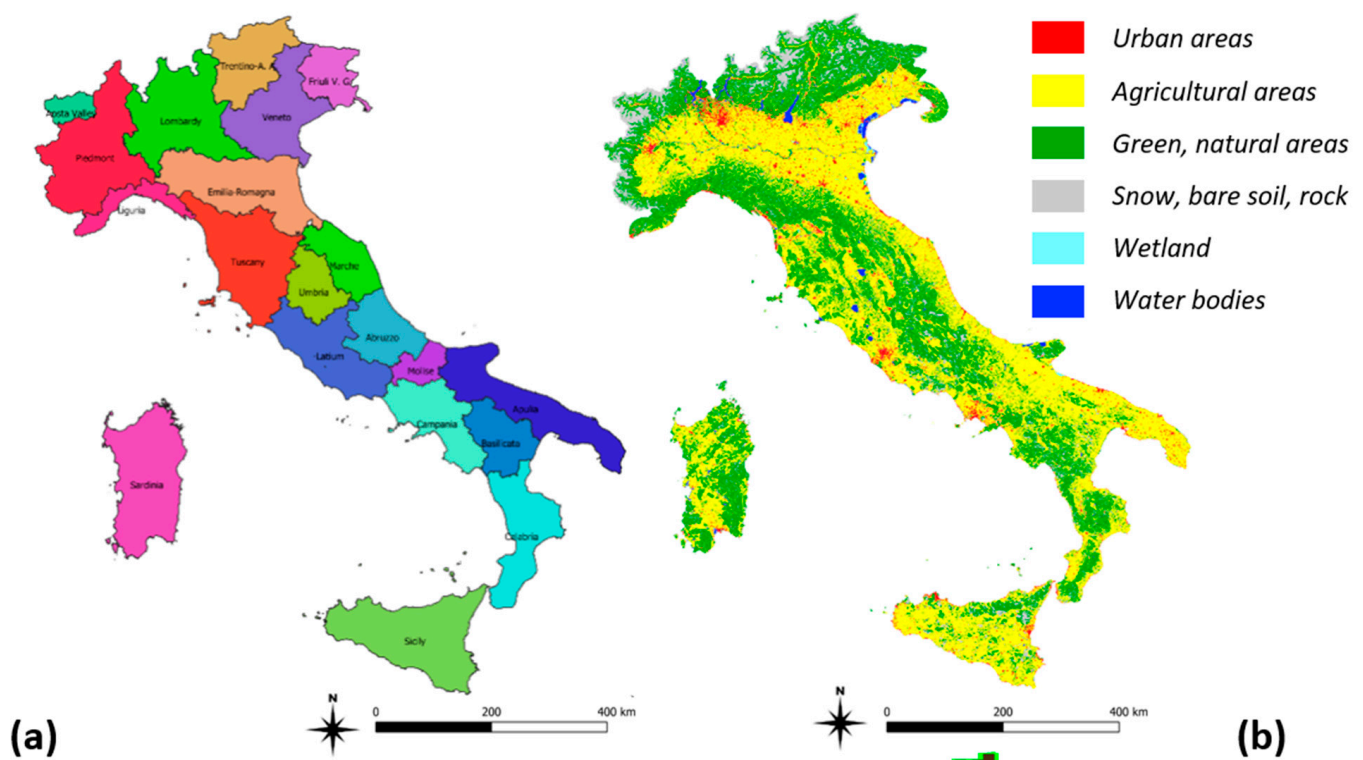 Trentino-A. A.
Friuli V. G.
Aosta Valley
Lombardy
Veneto
Piedmont
Emilia-Romagna
Liguria
Tuscany
Marche
Umbria
Abruzzo
Latium
Molise
Apulia
Campania
Basilicata
Sardinia
Calabria
Sicily
N
0 200 400 km
(a)
Urban areas
Agricultural areas
Green, natural areas
Snow, bare soil, rock
Wetland
Water bodies
N
0 200 400 km
(b)